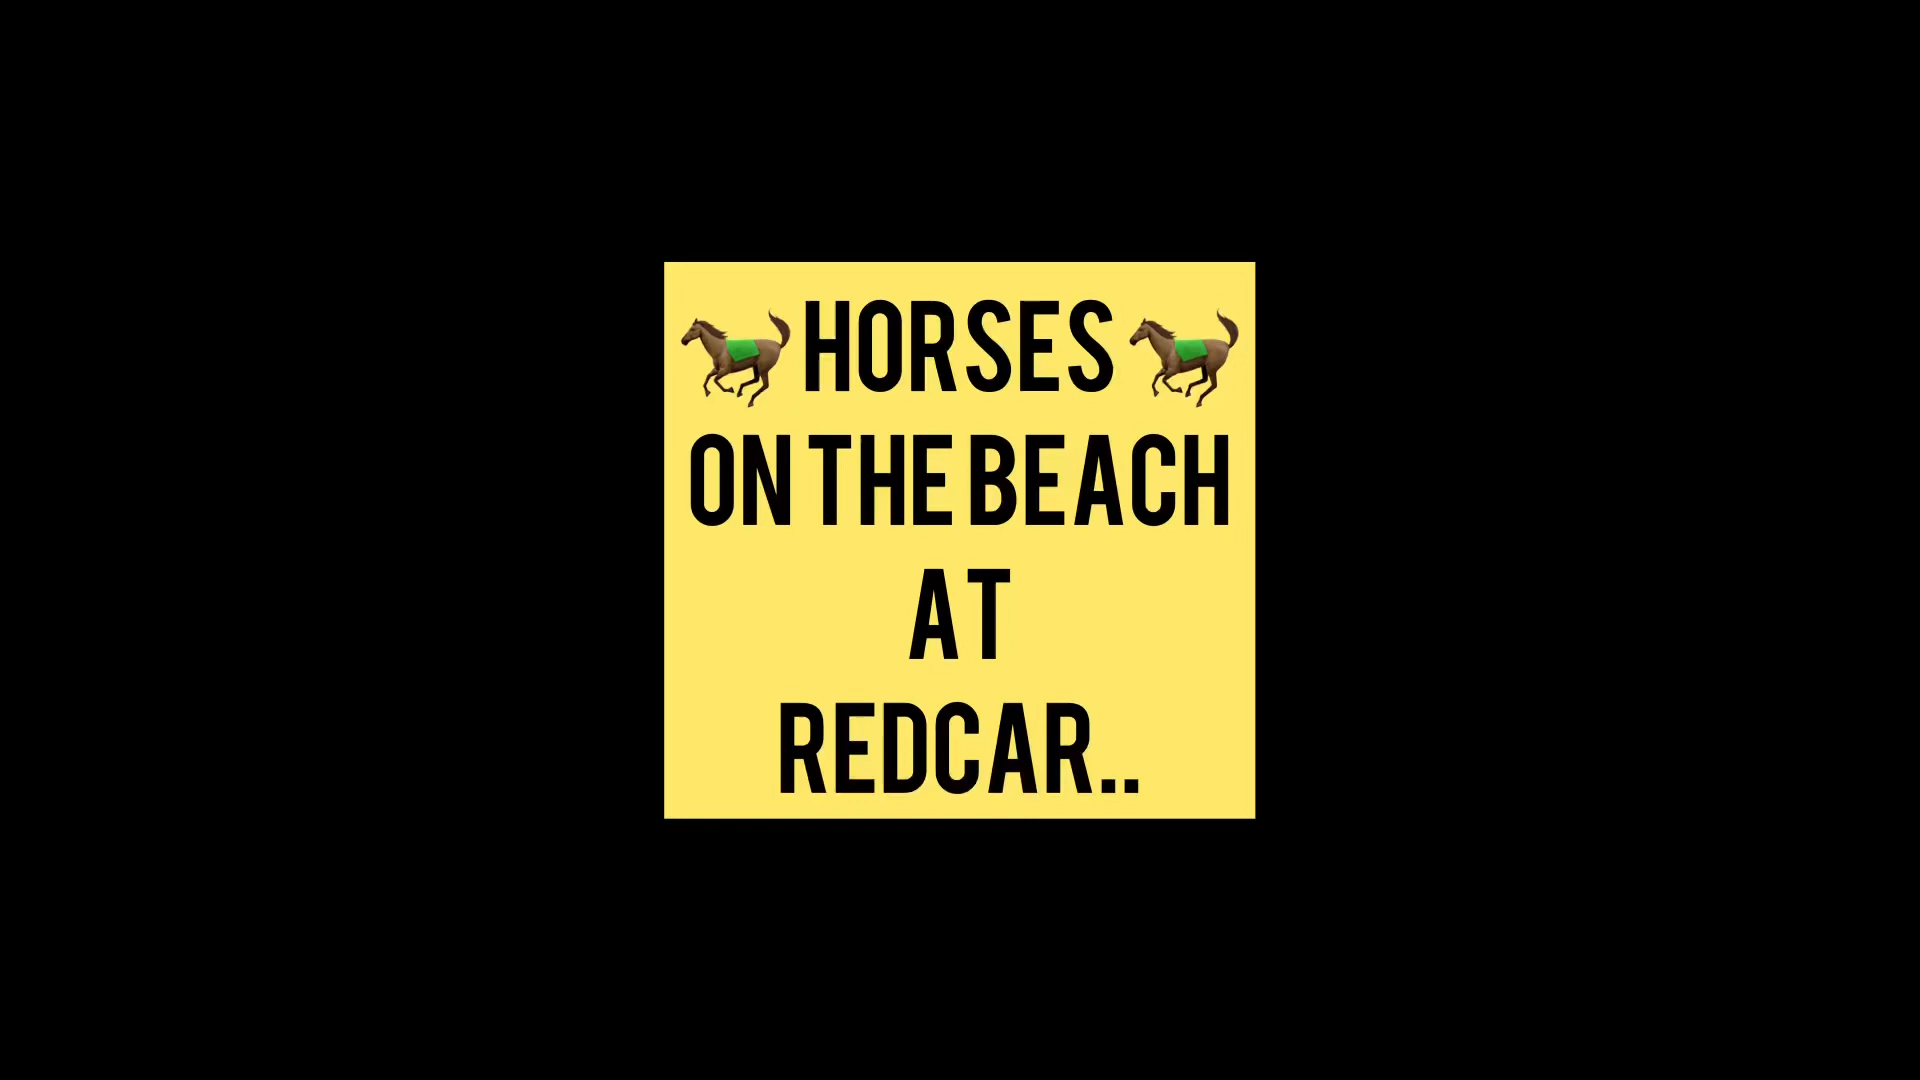 🐎HORSES🐎
ON THE BEACH
AT
REDCAR..